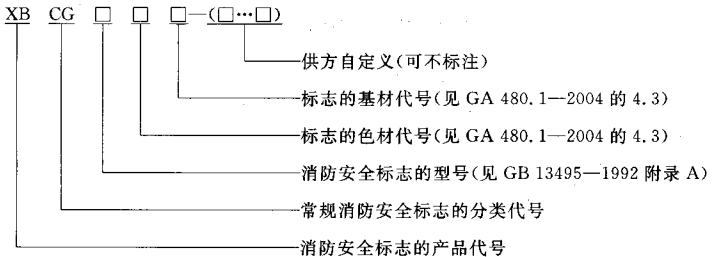 XB CG □ □ □—(□…□)
供方自定义(可不标注)
标志的基材代号(见 GA 480.1—2004 的 4.3)
标志的色材代号(见 GA 480.1—2004 的 4.3)
消防安全标志的型号(见 GB 13495—1992 附录 A)
常规消防安全标志的分类代号
消防安全标志的产品代号